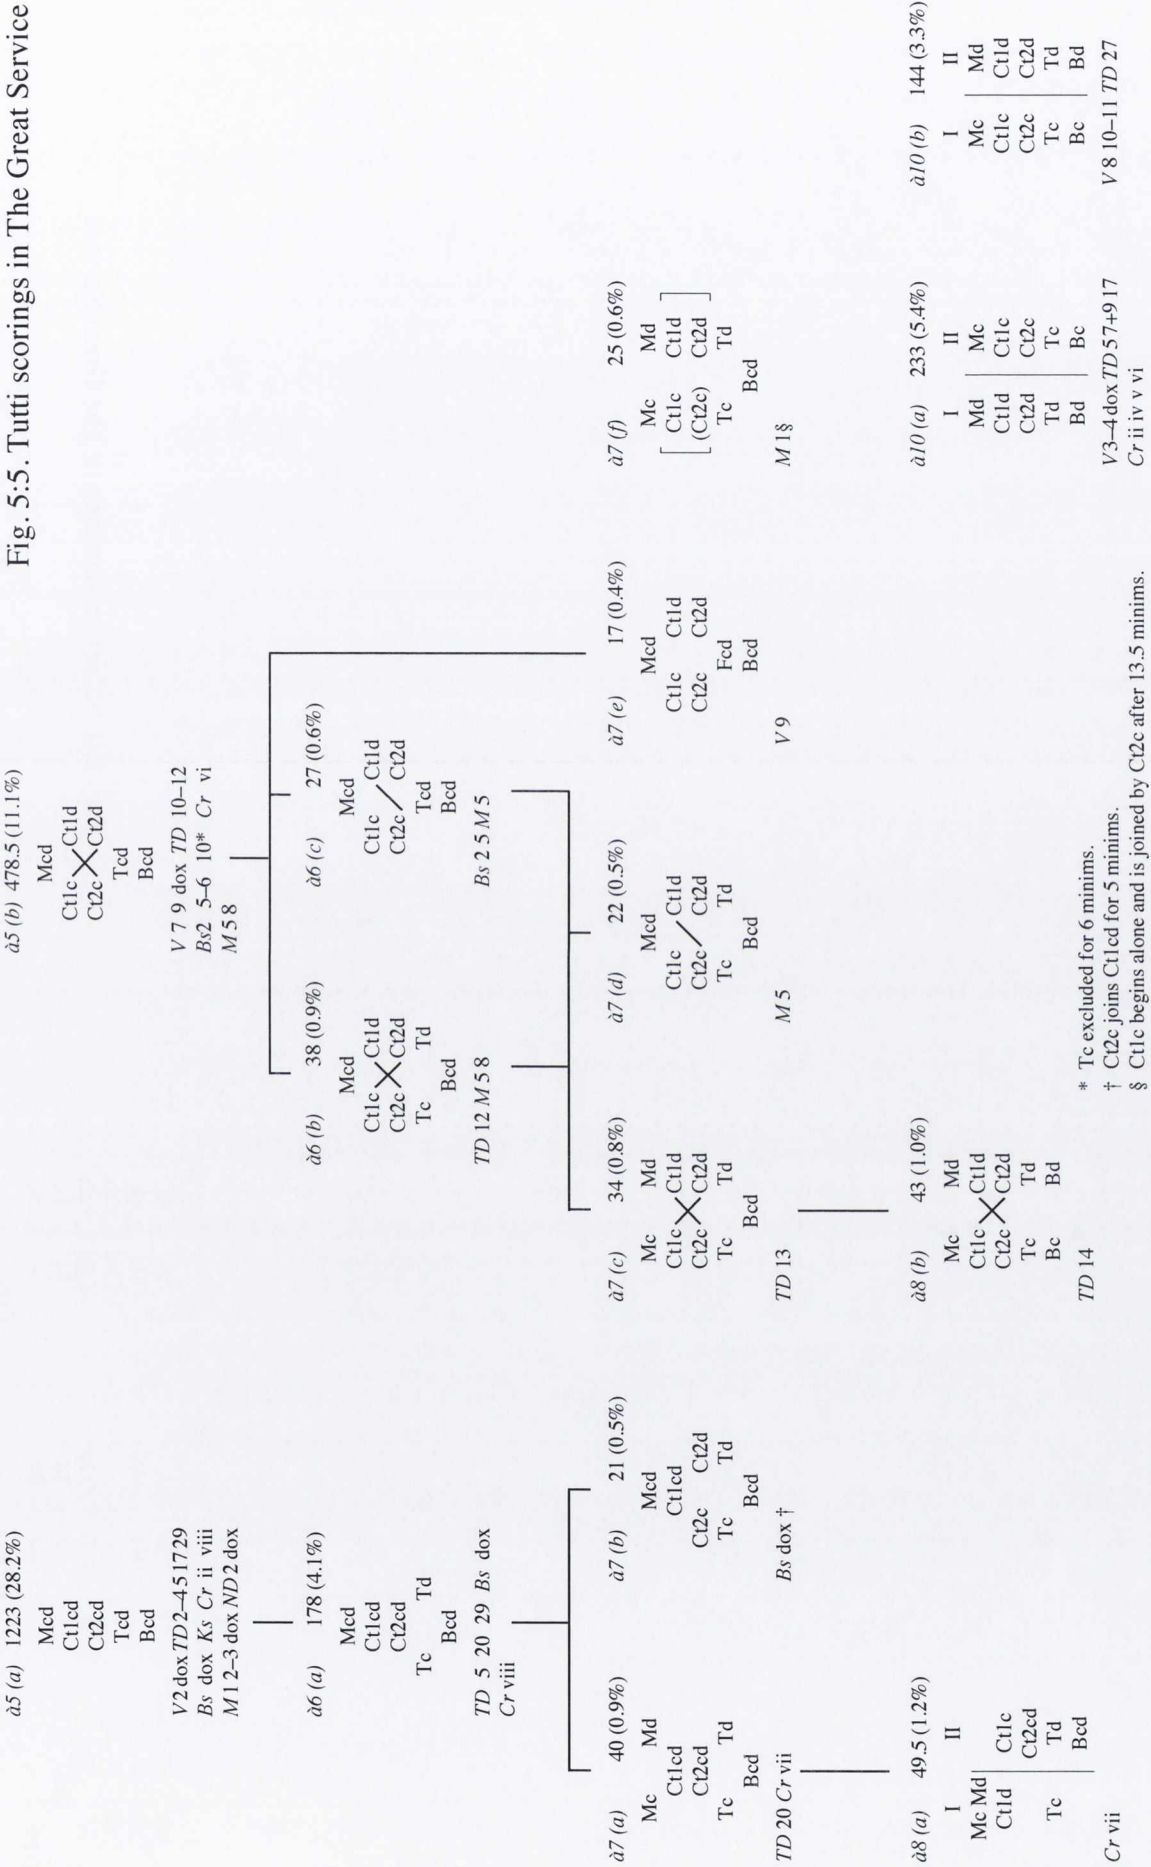 Fig. 5:5. Tutti scorings in The Great Service
à5 (a) 1223 (28.2%)
Mcd
Ct1cd
Ct2cd
Tcd
Bcd
V 2 dox TD 2–4 5 17 29
Bs dox Ks Cr ii viii
M 1 2–3 dox ND 2 dox
à5 (b) 478.5 (11.1%)
Mcd
Ct1c Ct1d
Ct2c Ct2d
Tcd
Bcd
V 7 9 dox TD 10–12
Bs2 5–6 10* Cr vi
M 5 8
à6 (a) 178 (4.1%)
Mcd
Ct1cd
Ct2cd
Tc Td
Bcd
TD 5 20 29 Bs dox
Cr viii
à6 (b) 38 (0.9%)
Mcd
Ct1c Ct1d
Ct2c Ct2d
Tc Td
Bcd
TD 12 M 5 8
à6 (c) 27 (0.6%)
Mcd
Ct1c Ct1d
Ct2c Ct2d
Tcd
Bcd
Bs 2 5 M 5
à7 (a) 40 (0.9%)
Mc Md
Ct1cd
Ct2cd
Tc Td
Bcd
TD 20 Cr vii
à7 (b) 21 (0.5%)
Mcd
Ct1cd
Ct2c Ct2d
Tc Td
Bcd
Bs dox †
à7 (c) 34 (0.8%)
Mc Md
Ct1c Ct1d
Ct2c Ct2d
Tc Td
Bcd
TD 13
à7 (d) 22 (0.5%)
Mcd
Ct1c Ct1d
Ct2c Ct2d
Tc Td
Bcd
M 5
à7 (e) 17 (0.4%)
Mcd
Ct1c Ct1d
Ct2c Ct2d
Fcd
Bcd
V 9
à7 (f) 25 (0.6%)
Mc Md
[ Ct1c Ct1d ]
[ (Ct2c) Ct2d ]
Tc Td
Bcd
M 1§
à8 (a) 49.5 (1.2%)
I II
Mc Md
Ct1d Ct1c
Ct2cd
Tc Td
Bcd
Cr vii
à8 (b) 43 (1.0%)
Mc Md
Ct1c Ct1d
Ct2c Ct2d
Tc Td
Bc Bd
TD 14
à10 (a) 233 (5.4%)
I II
Md Mc
Ct1d Ct1c
Ct2d Ct2c
Td Tc
Bd Bc
V3–4 dox TD 5 7+9 17
Cr ii iv v vi
à10 (b) 144 (3.3%)
I II
Mc Md
Ct1c Ct1d
Ct2c Ct2d
Tc Td
Bc Bd
V 8 10–11 TD 27
* Tc excluded for 6 minims.
† Ct2c joins Ct1cd for 5 minims.
§ Ct1c begins alone and is joined by Ct2c after 13.5 minims.